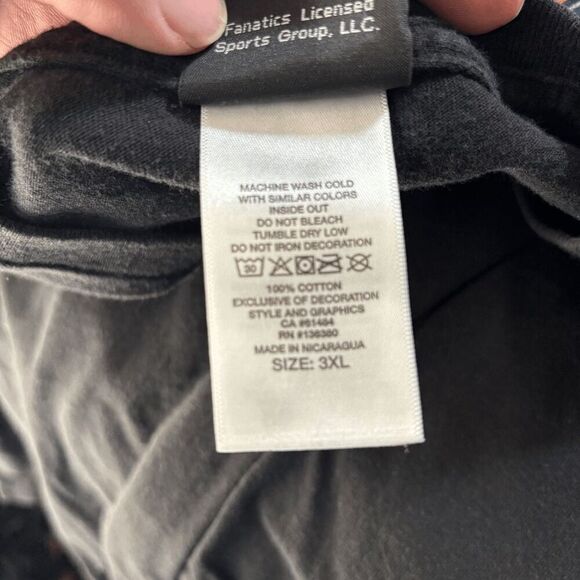 Fanatics Licensed
Sports Group, LLC.
MACHINE WASH COLD
WITH SIMILAR COLORS
INSIDE OUT
DO NOT BLEACH
TUMBLE DRY LOW
DO NOT IRON DECORATION
30
100% COTTON
EXCLUSIVE OF DECORATION
STYLE AND GRAPHICS
CA #61484
RN #136380
MADE IN NICARAGUA
SIZE: 3XL